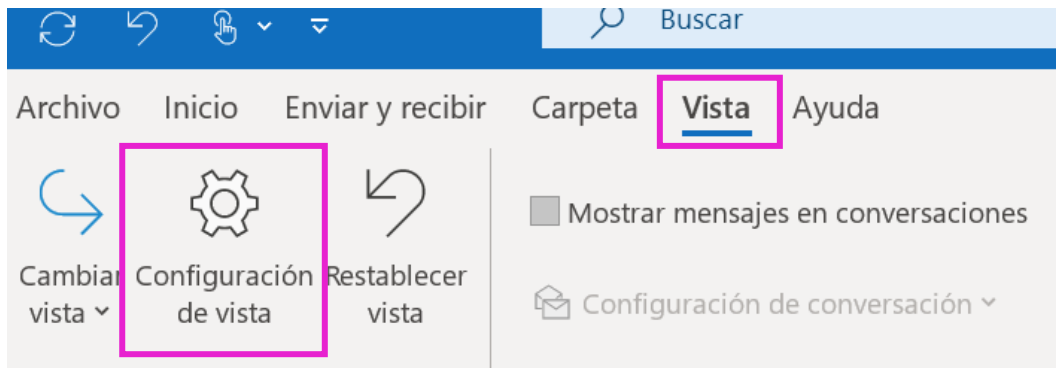 Buscar
Archivo Inicio Enviar y recibir Carpeta Vista Ayuda
Cambiar vista
Configuración de vista
Restablecer vista
Mostrar mensajes en conversaciones
Configuración de conversación